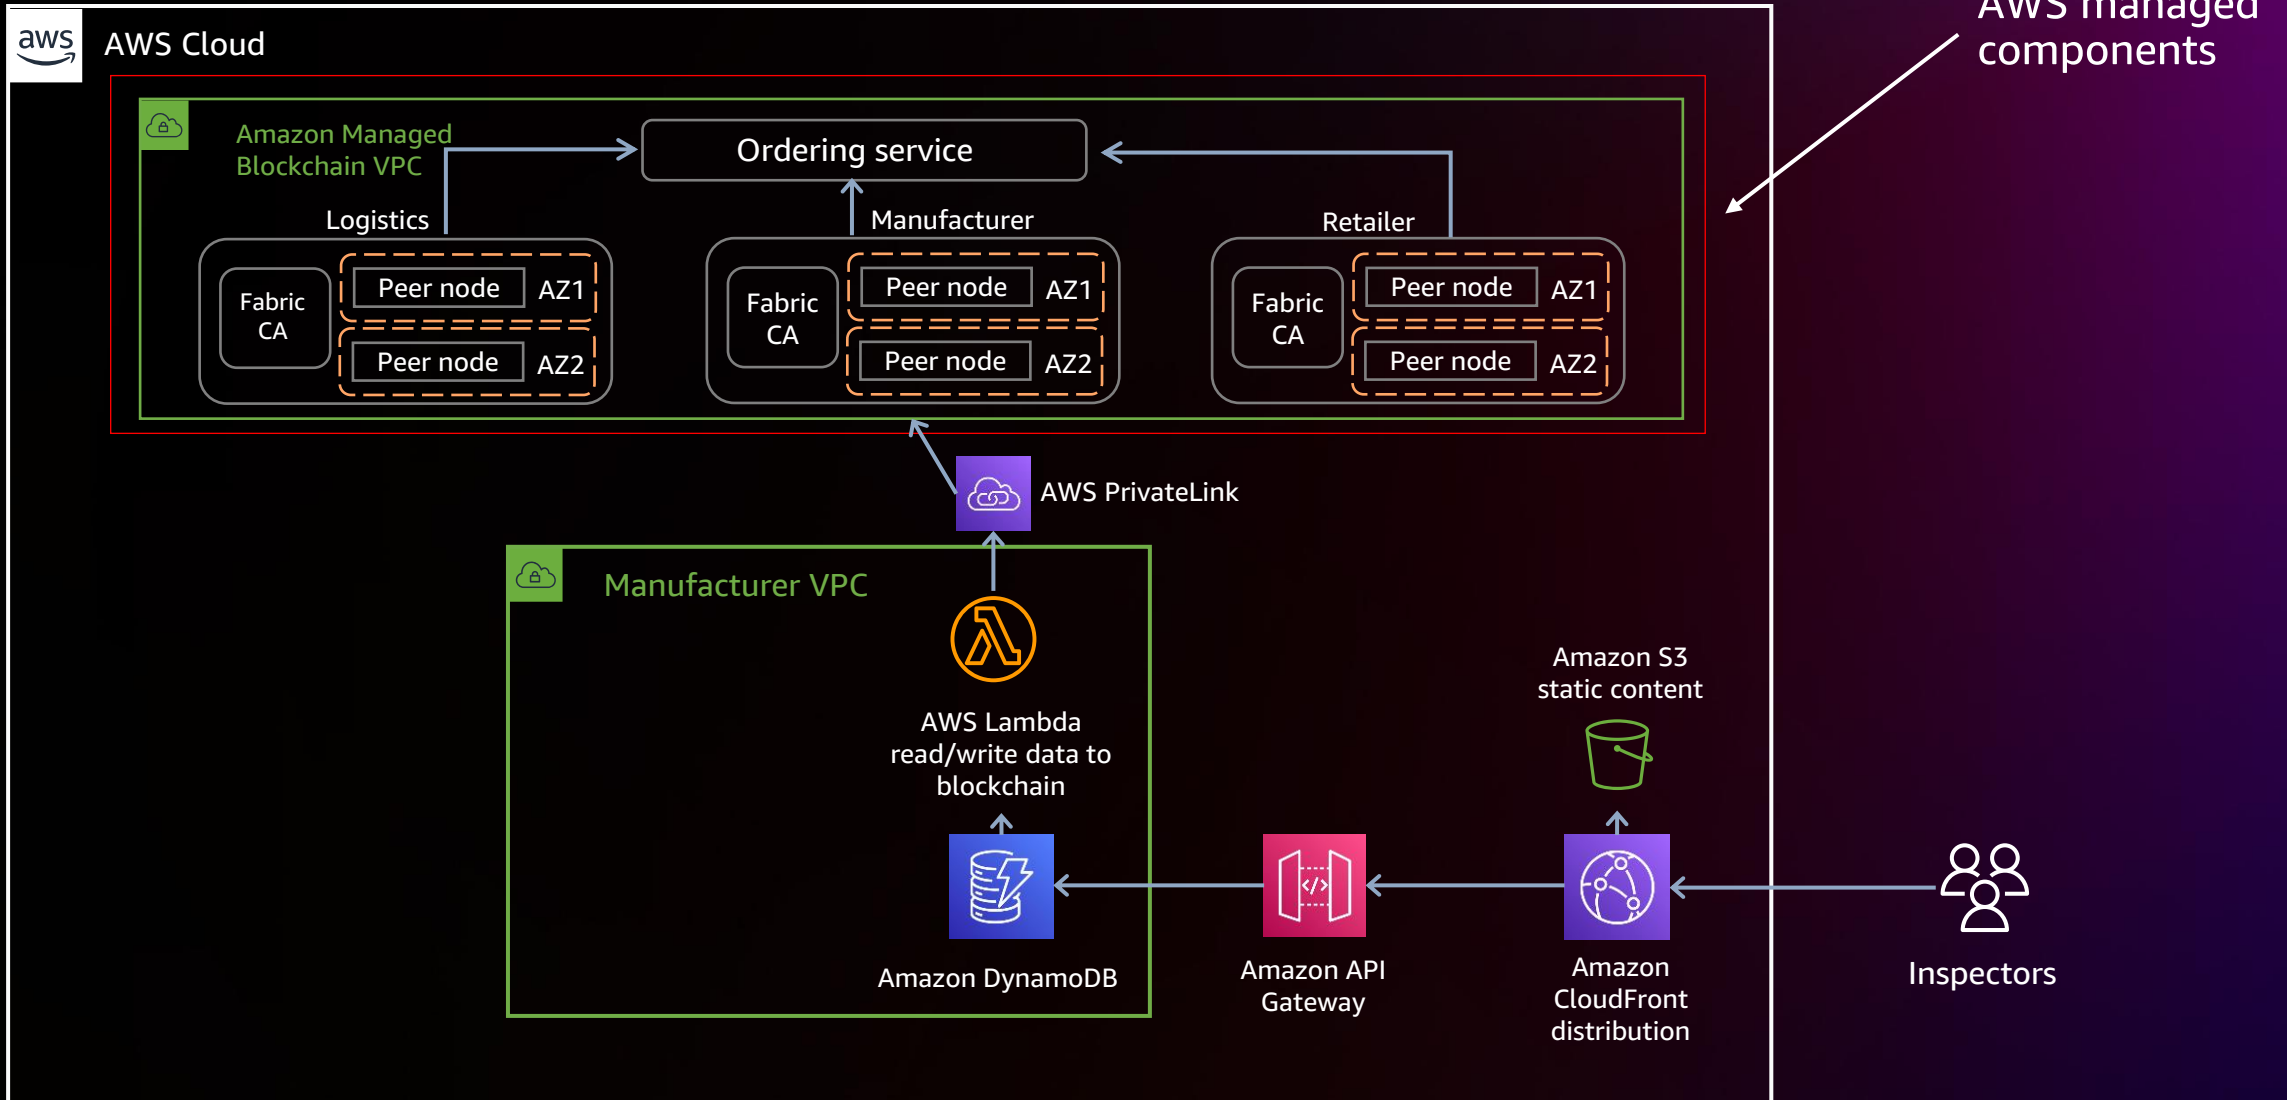 AWS managed
components
aws
AWS Cloud
Amazon Managed
Blockchain VPC
Ordering service
Logistics
Manufacturer
Retailer
Fabric
CA
Peer node
AZ1
Peer node
AZ2
Fabric
CA
Peer node
AZ1
Peer node
AZ2
Fabric
CA
Peer node
AZ1
Peer node
AZ2
AWS PrivateLink
Manufacturer VPC
AWS Lambda
read/write data to
blockchain
Amazon S3
static content
</>
Amazon DynamoDB
Amazon API
Gateway
Amazon
CloudFront
distribution
Inspectors